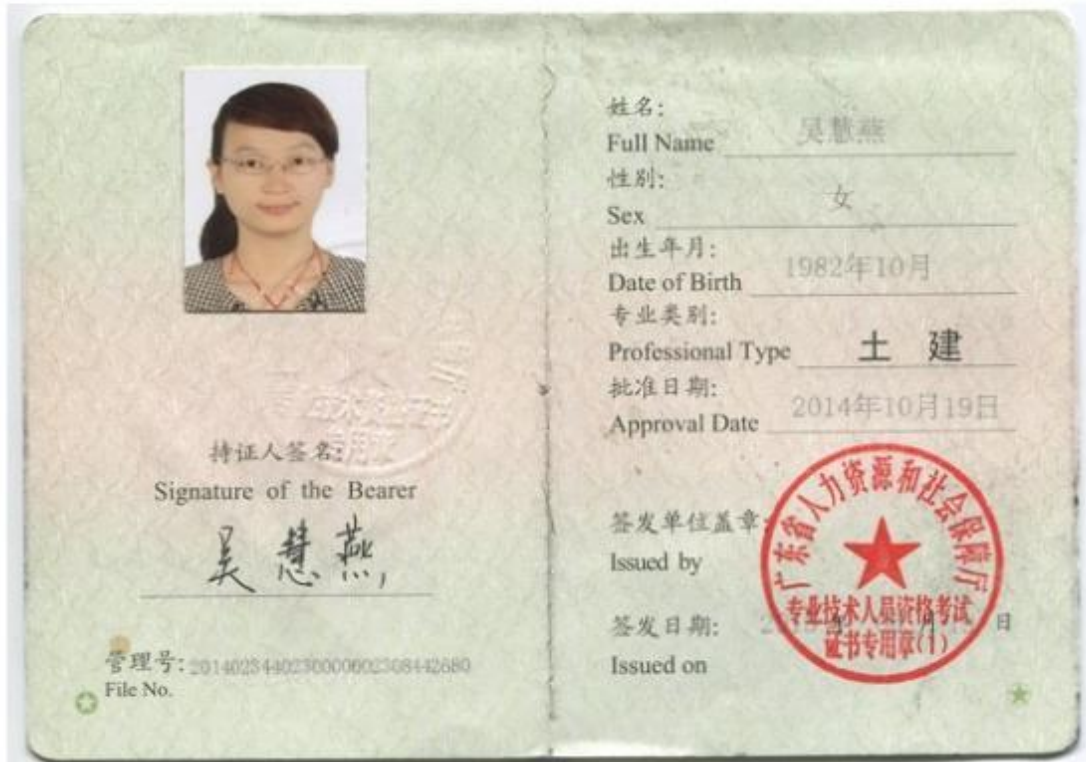 持证人签名:
Signature of the Bearer
吴慧燕
管理号:
File No.
姓名: 吴慧燕
Full Name
性别: 女
Sex
出生年月: 1982年10月
Date of Birth
专业类别:
Professional Type 土 建
批准日期: 2014年10月19日
Approval Date
签发单位盖章:
Issued by
广东省人力资源和社会保障厅
专业技术人员资格考试
证书专用章(1)
签发日期: 日
Issued on